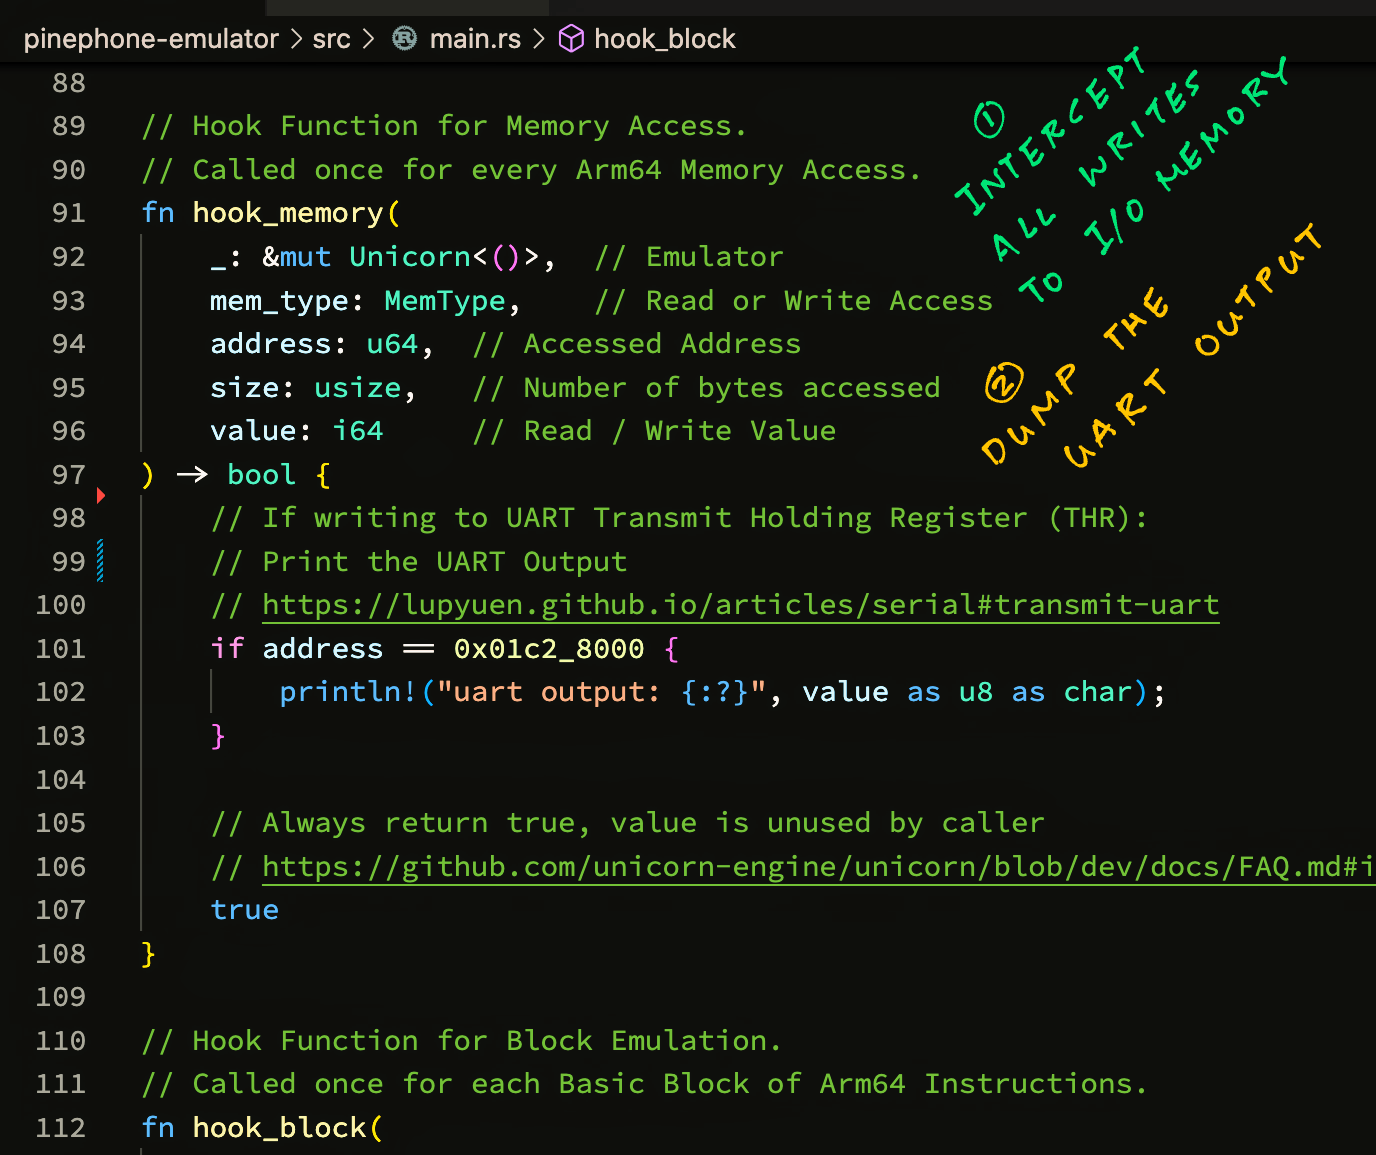 pinephone-emulator > src > main.rs > hook_block
88
89 // Hook Function for Memory Access.
90 // Called once for every Arm64 Memory Access.
91 fn hook_memory(
92 _: &mut Unicorn<()>, // Emulator
93 mem_type: MemType, // Read or Write Access
94 address: u64, // Accessed Address
95 size: usize, // Number of bytes accessed
96 value: i64 // Read / Write Value
97 ) -> bool {
98 // If writing to UART Transmit Holding Register (THR):
99 // Print the UART Output
100 // https://lupyuen.github.io/articles/serial#transmit-uart
101 if address == 0x01c2_8000 {
102 println!("uart output: {:?}", value as u8 as char);
103 }
104
105 // Always return true, value is unused by caller
106 // https://github.com/unicorn-engine/unicorn/blob/dev/docs/FAQ.md#i
107 true
108 }
109
110 // Hook Function for Block Emulation.
111 // Called once for each Basic Block of Arm64 Instructions.
112 fn hook_block(
①
INTERCEPT
ALL WRITES
TO I/O MEMORY
②
DUMP THE
UART OUTPUT